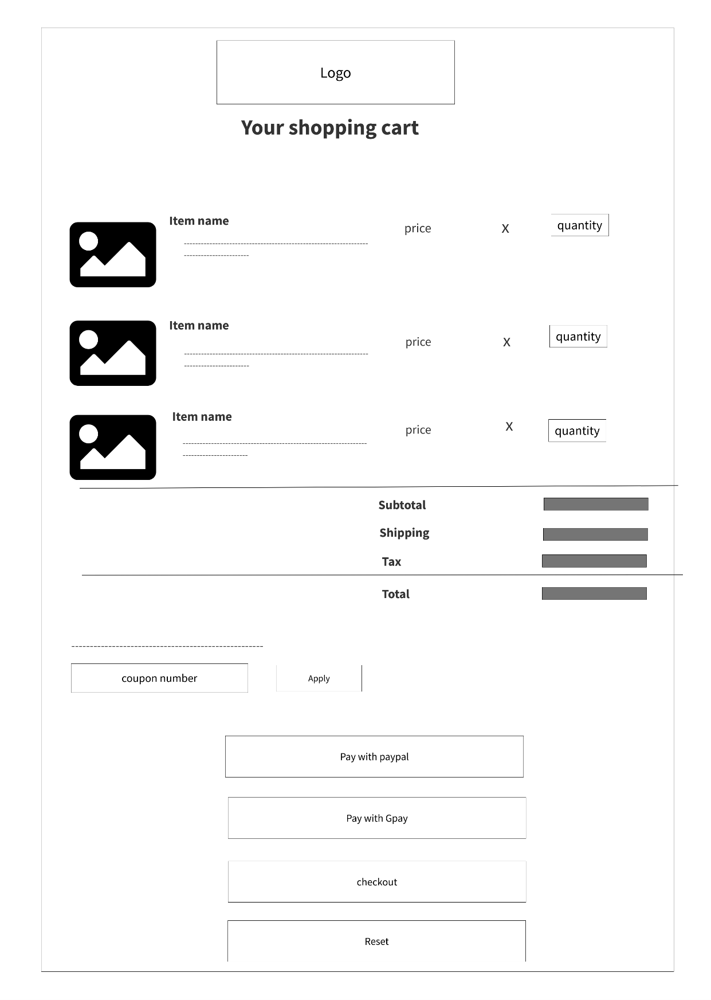 Logo
Your shopping cart
Item name
price X quantity
Item name
price X quantity
Item name
price X quantity
Subtotal
Shipping
Tax
Total
coupon number Apply
Pay with paypal
Pay with Gpay
checkout
Reset